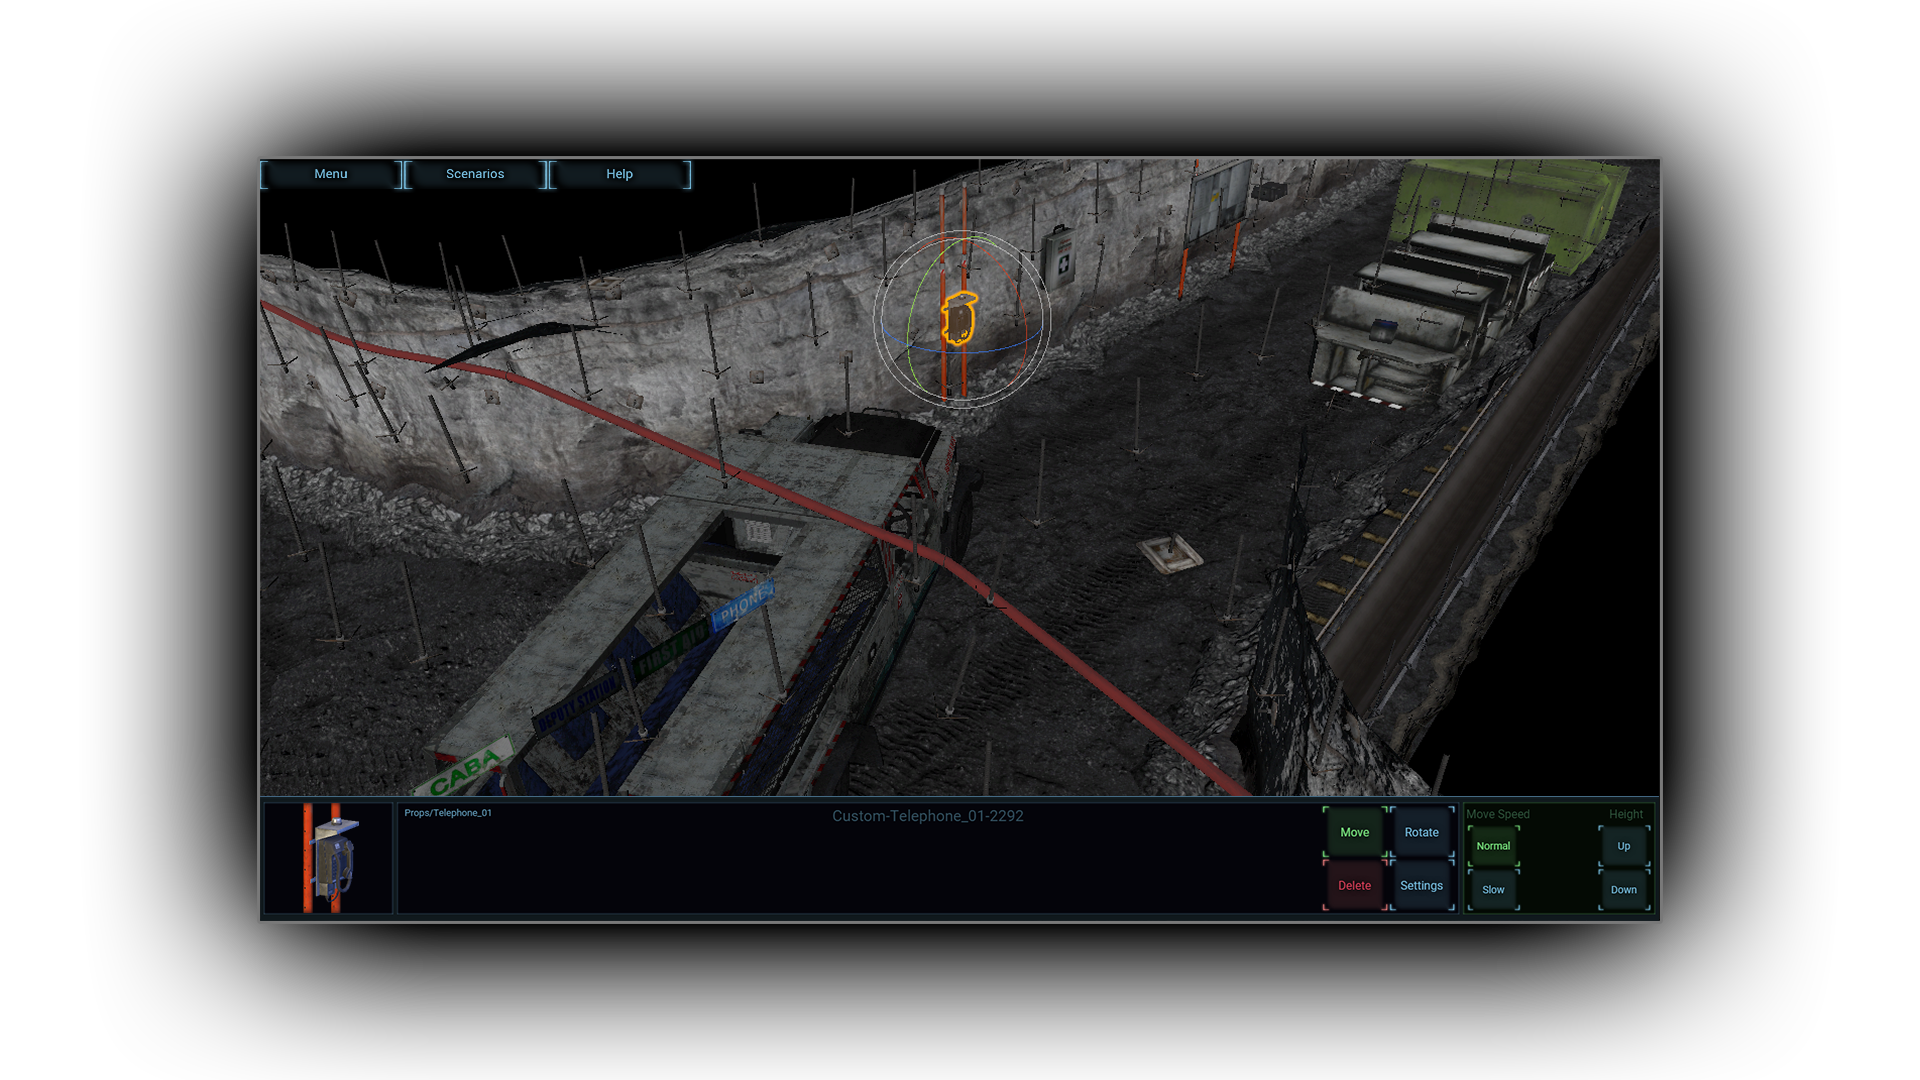 Menu
Scenarios
Help
PHONE
FIRST AID
DEPUTY STATION
CABA
Props/Telephone_01
Custom-Telephone_01-2292
Move
Rotate
Delete
Settings
Move Speed
Height
Normal
Up
Slow
Down